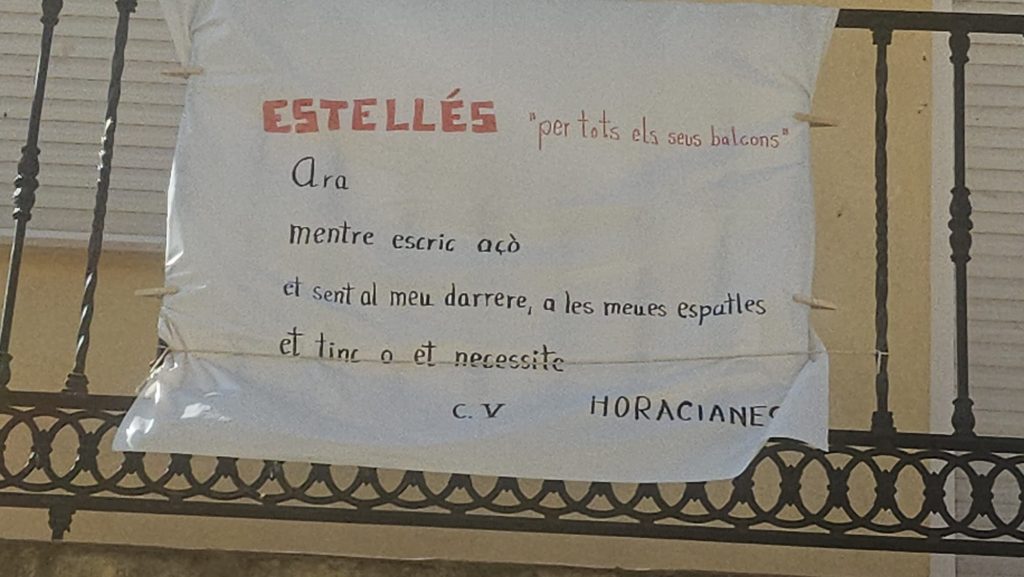 ESTELLÉS "per tots els seus balcons"
Ara
mentre escric açò
et sent al meu darrere, a les meues espatles
et tinc o et necessite
C. V HORACIANES